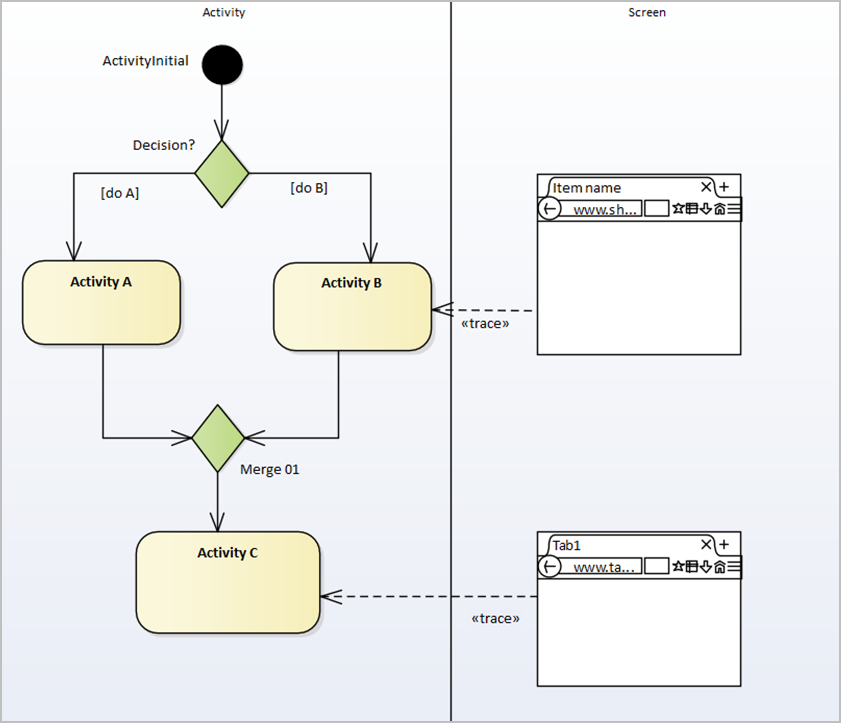 Activity
Screen
ActivityInitial
Decision?
[do A]
[do B]
Item name
www.sh...
Activity A
Activity B
«trace»
Merge 01
Activity C
Tab1
www.ta...
«trace»